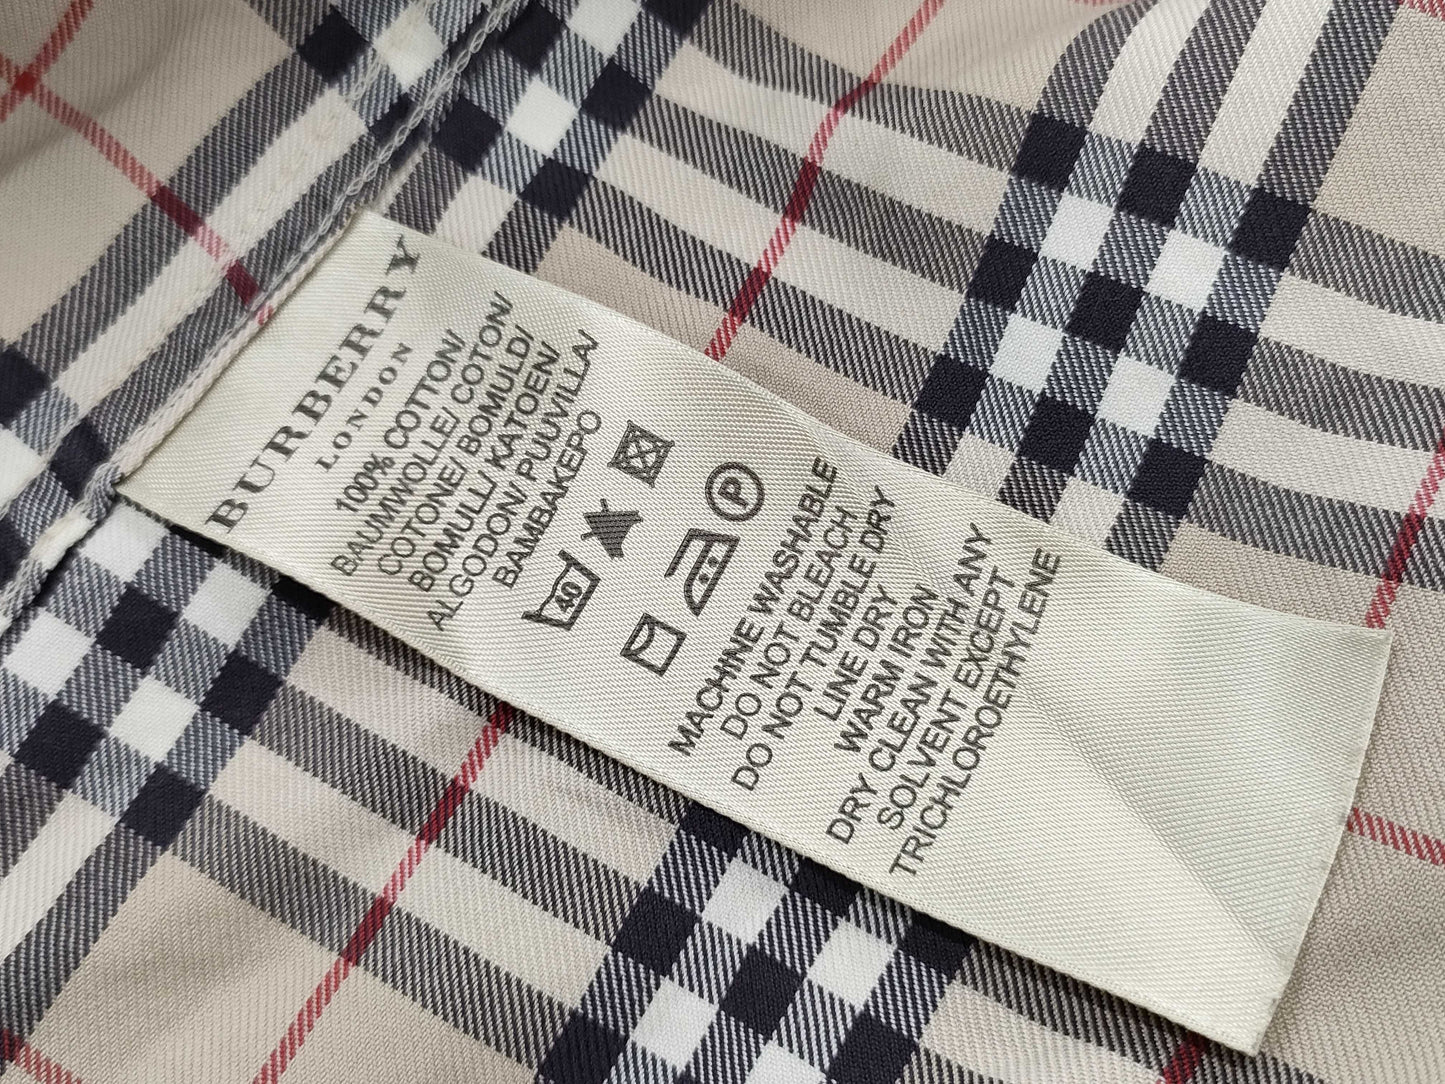 BURBERRY
LONDON
100% COTTON/
BAUMWOLLE/ COTON/
COTONE/ BOMULD/
BOMULL/ KATOEN/
ALGODON/ PUUVILLA/
BAMBAKEPO
40
P
MACHINE WASHABLE
DO NOT BLEACH
DO NOT TUMBLE DRY
LINE DRY
WARM IRON
DRY CLEAN WITH ANY
SOLVENT EXCEPT
TRICHLOROETHYLENE